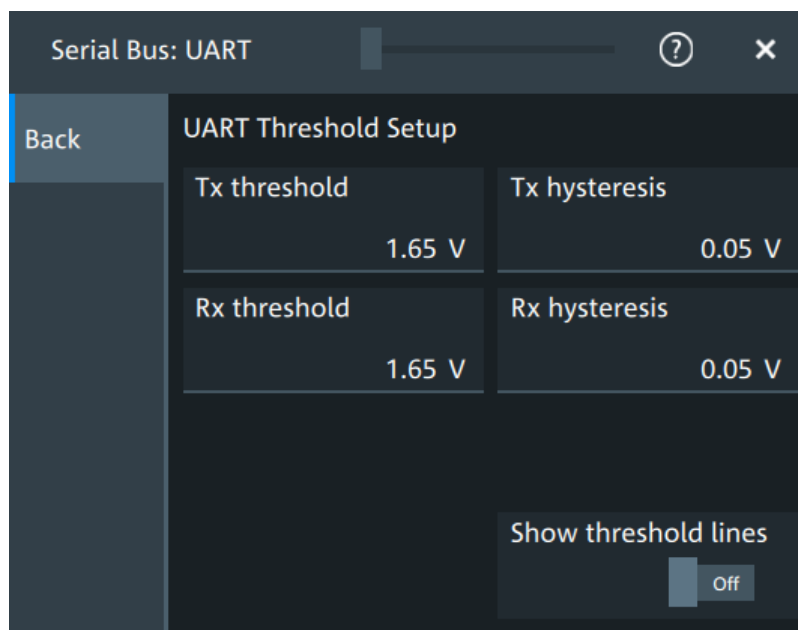 Serial Bus: UART ? ×
Back
UART Threshold Setup
Tx threshold
1.65 V
Tx hysteresis
0.05 V
Rx threshold
1.65 V
Rx hysteresis
0.05 V
Show threshold lines
Off